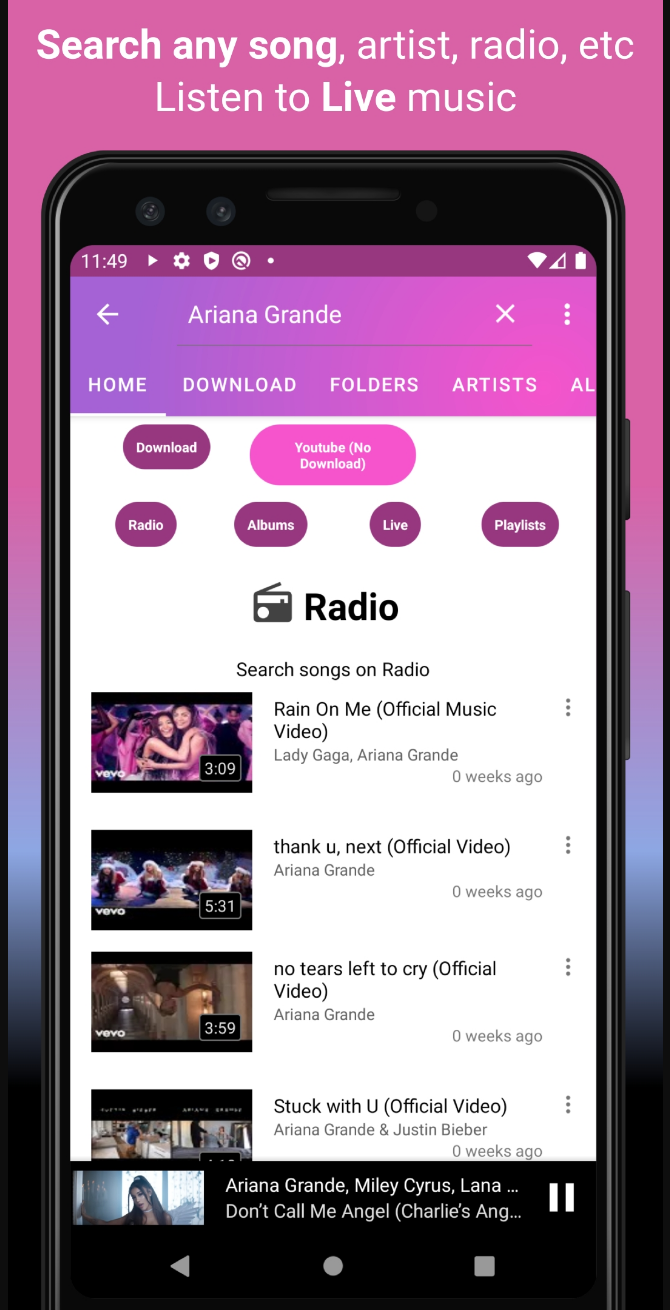 Search any song, artist, radio, etc
Listen to Live music
11:49
Ariana Grande
HOME DOWNLOAD FOLDERS ARTISTS AL
Download
Youtube (No
Download)
Radio Albums Live Playlists
Radio
Search songs on Radio
Rain On Me (Official Music
Video)
Lady Gaga, Ariana Grande
0 weeks ago
vevo
3:09
thank u, next (Official Video)
Ariana Grande
0 weeks ago
vevo
5:31
no tears left to cry (Official
Video)
Ariana Grande
0 weeks ago
vevo
3:59
Stuck with U (Official Video)
Ariana Grande & Justin Bieber
0 weeks ago
JUSTIN BIEBER ARIANA GRANDE
Ariana Grande, Miley Cyrus, Lana ...
Don't Call Me Angel (Charlie's Ang...